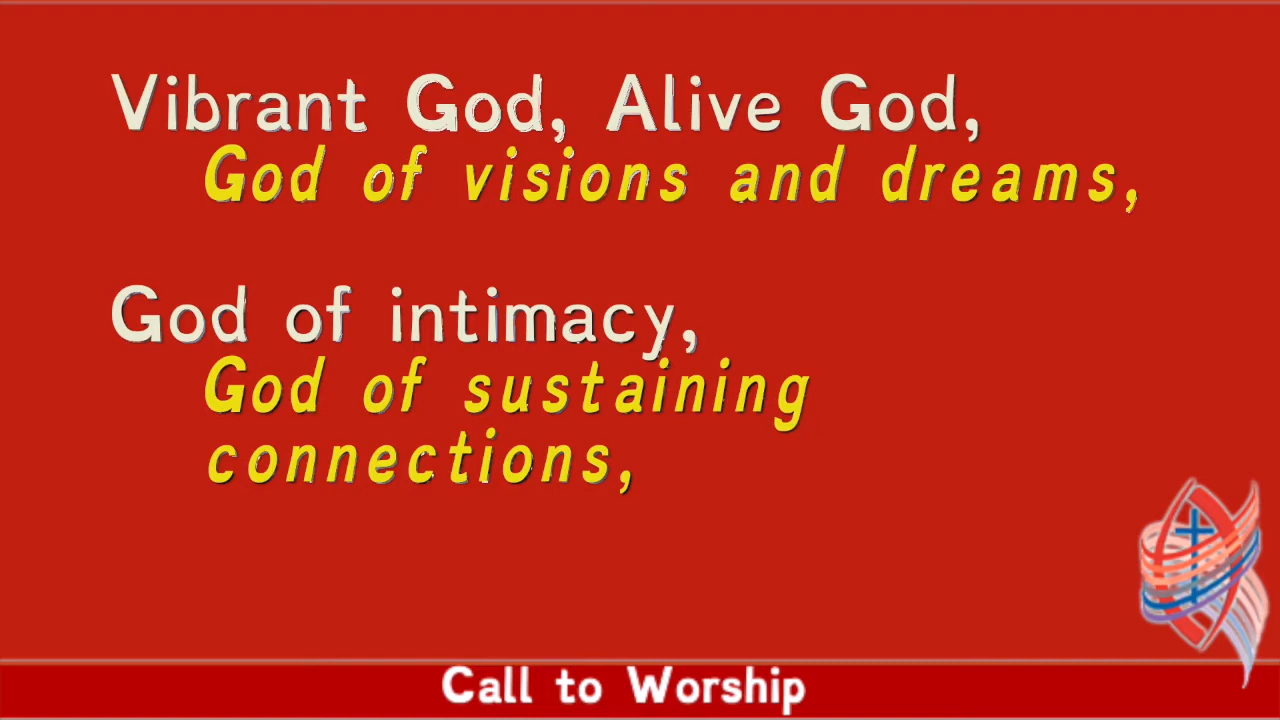 Vibrant God, Alive God,
God of visions and dreams,
God of intimacy,
God of sustaining
connections,
Call to Worship